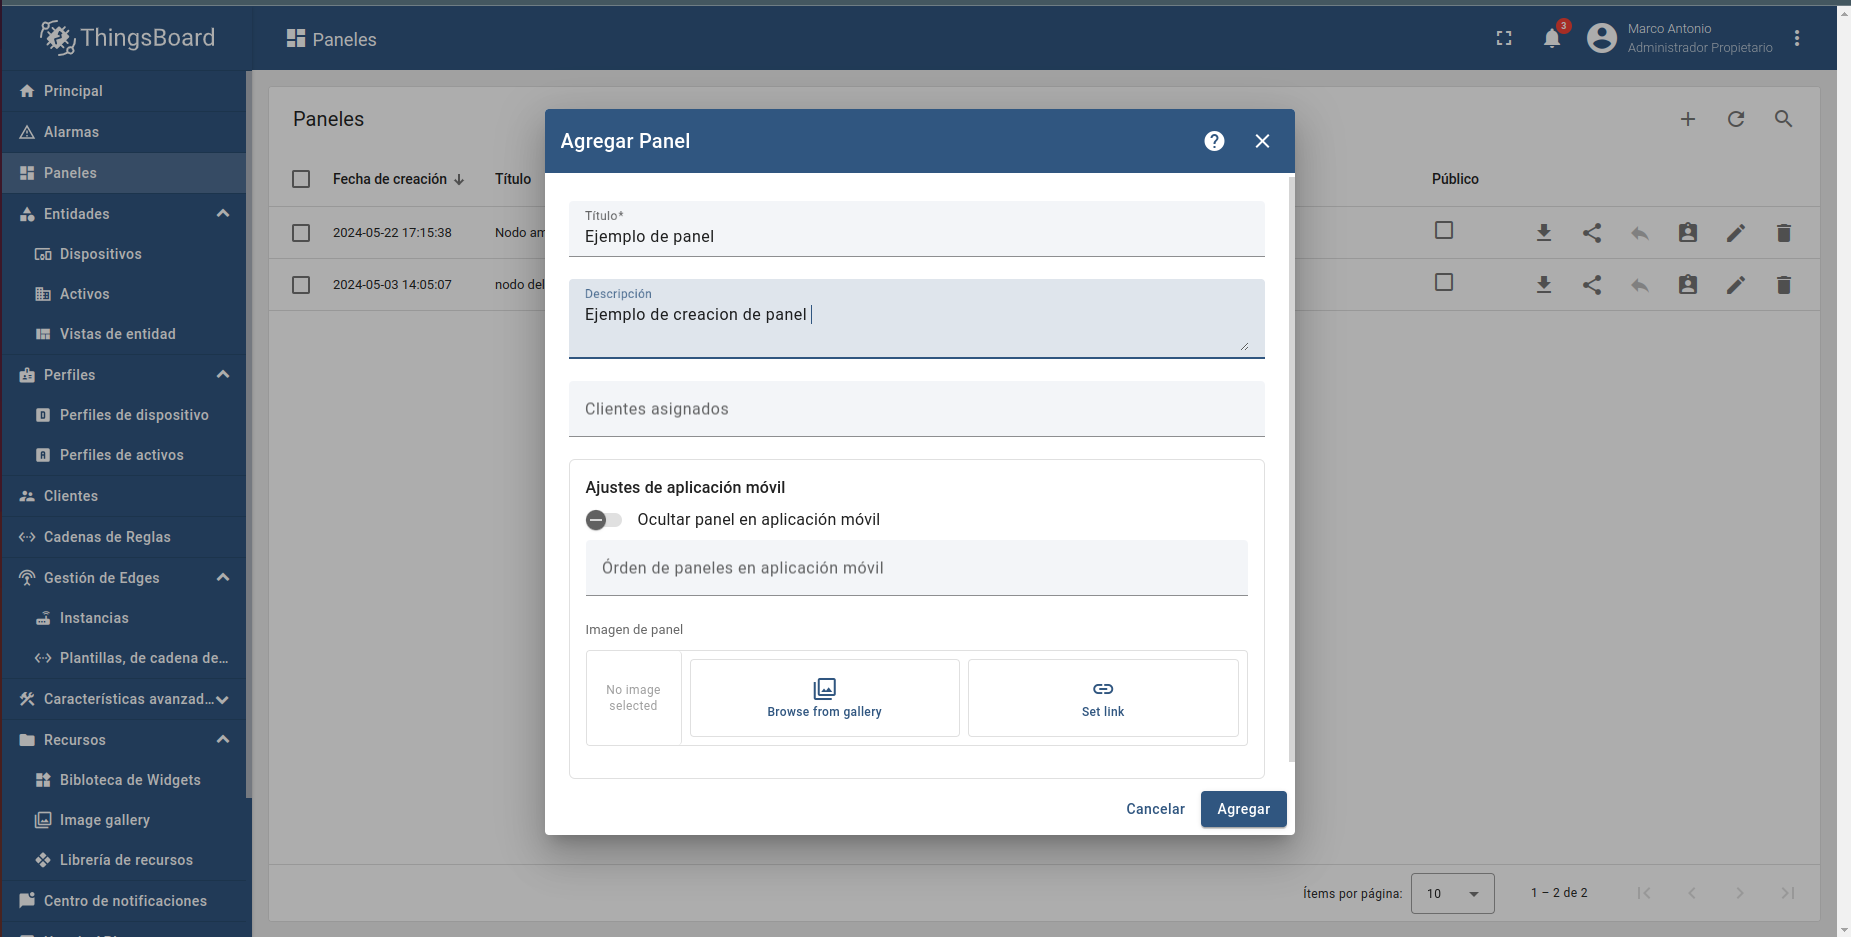 ThingsBoard
Paneles
3
Marco Antonio
Administrador Propietario
Principal
Alarmas
Paneles
Entidades
Dispositivos
Activos
Vistas de entidad
Perfiles
Perfiles de dispositivo
Perfiles de activos
Clientes
Cadenas de Reglas
Gestión de Edges
Instancias
Plantillas, de cadena de...
Características avanzad...
Recursos
Bibloteca de Widgets
Image gallery
Librería de recursos
Centro de notificaciones
Paneles
Fecha de creación Título Público
2024-05-22 17:15:38 Nodo am
2024-05-03 14:05:07 nodo del
Agregar Panel
Título*
Ejemplo de panel
Descripción
Ejemplo de creacion de panel
Clientes asignados
Ajustes de aplicación móvil
Ocultar panel en aplicación móvil
Órden de paneles en aplicación móvil
Imagen de panel
No image
selected
Browse from gallery
Set link
Cancelar Agregar
Ítems por página: 10 1 – 2 de 2